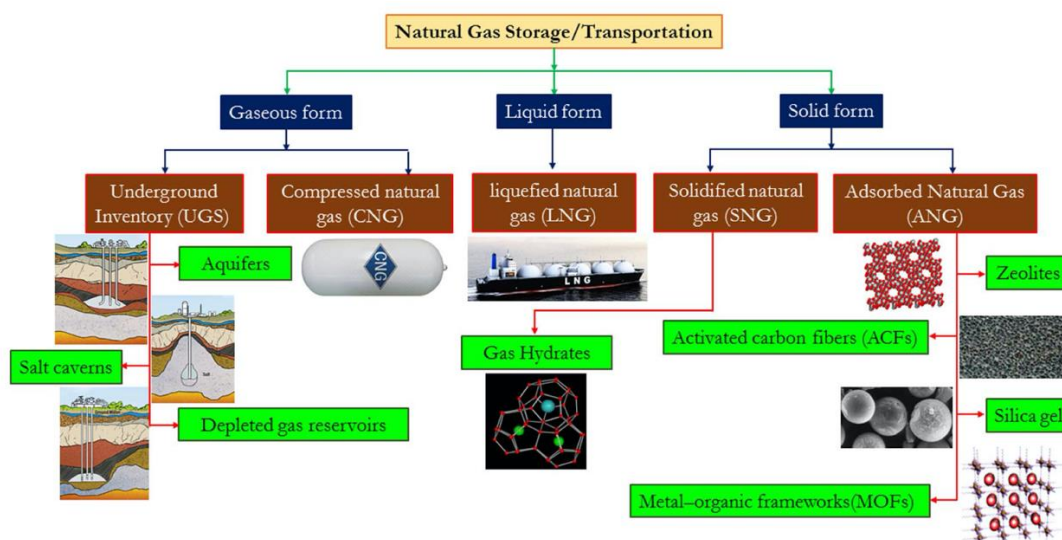 Natural Gas Storage/Transportation
Gaseous form
Liquid form
Solid form
Underground
Inventory (UGS)
Compressed natural
gas (CNG)
liquefied natural
gas (LNG)
Solidified natural
gas (SNG)
Adsorbed Natural Gas
(ANG)
Aquifers
CNG
LNG
Zeolites
Salt caverns
Salt
Gas Hydrates
Activated carbon fibers (ACFs)
Depleted gas reservoirs
Silica gel
Metal–organic frameworks(MOFs)